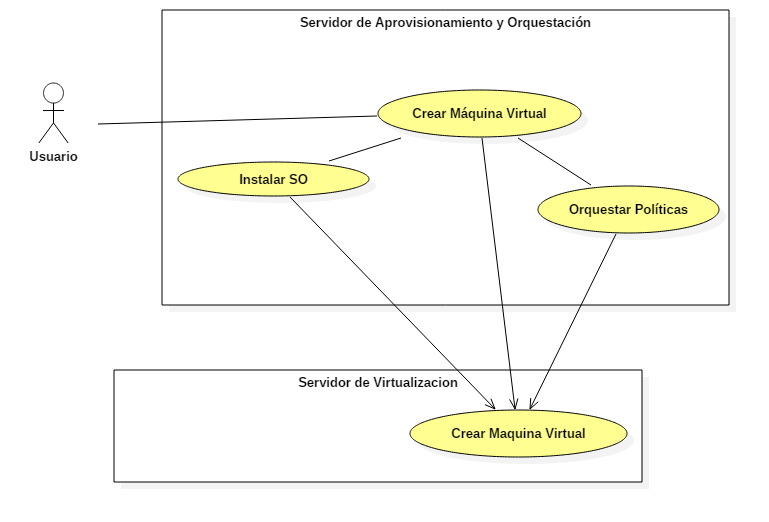 Servidor de Aprovisionamiento y Orquestación
Crear Máquina Virtual
Usuario
Instalar SO
Orquestar Políticas
Servidor de Virtualizacion
Crear Maquina Virtual